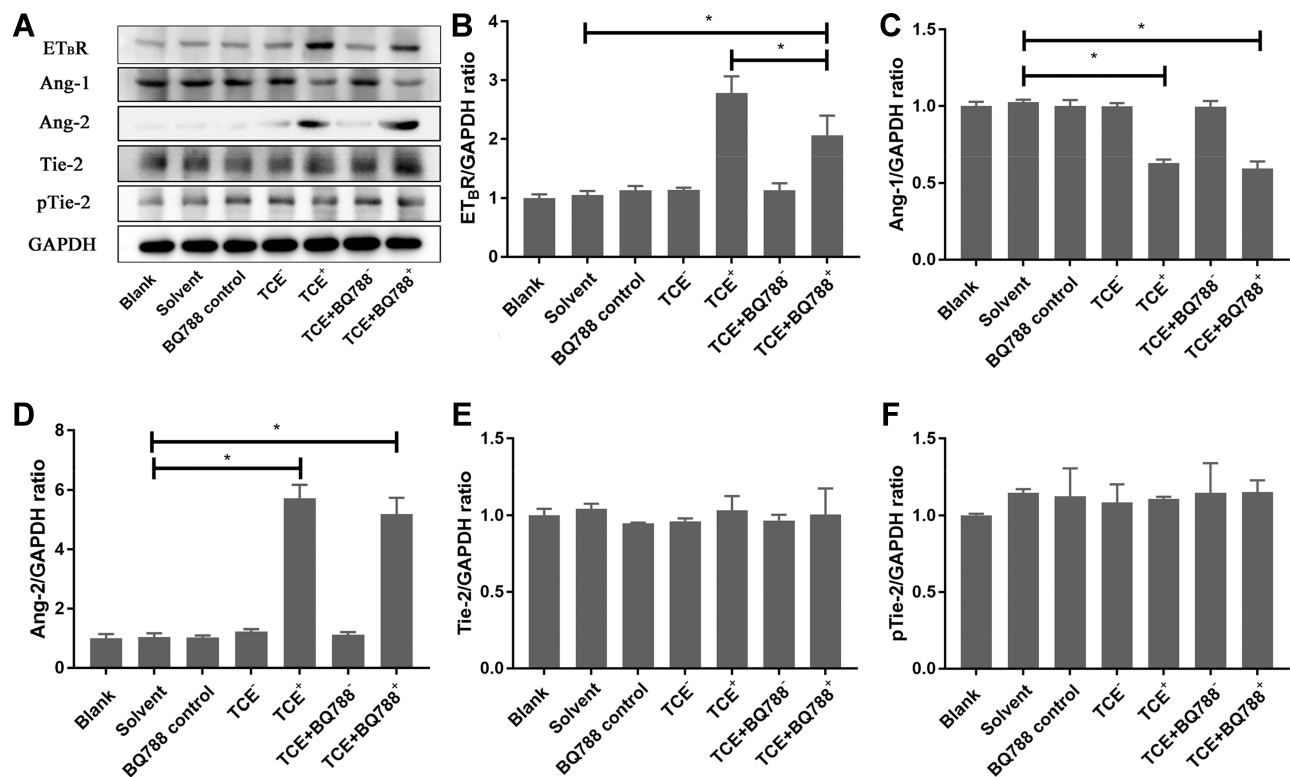 A
ETBR
Ang-1
Ang-2
Tie-2
pTie-2
GAPDH
Blank
Solvent
BQ788 control
TCE⁻
TCE⁺
TCE+BQ788⁻
TCE+BQ788⁺
B
ETBR/GAPDH ratio
4
3
2
1
0
*
*
Blank
Solvent
BQ788 control
TCE⁻
TCE⁺
TCE+BQ788⁻
TCE+BQ788⁺
C
Ang-1/GAPDH ratio
1.5
1.0
0.5
0.0
*
*
Blank
Solvent
BQ788 control
TCE⁻
TCE⁺
TCE+BQ788⁻
TCE+BQ788⁺
D
Ang-2/GAPDH ratio
8
6
4
2
0
*
*
Blank
Solvent
BQ788 control
TCE⁻
TCE⁺
TCE+BQ788⁻
TCE+BQ788⁺
E
Tie-2/GAPDH ratio
1.5
1.0
0.5
0.0
Blank
Solvent
BQ788 control
TCE⁻
TCE⁺
TCE+BQ788⁻
TCE+BQ788⁺
F
pTie-2/GAPDH ratio
1.5
1.0
0.5
0.0
Blank
Solvent
BQ788 control
TCE⁻
TCE⁺
TCE+BQ788⁻
TCE+BQ788⁺